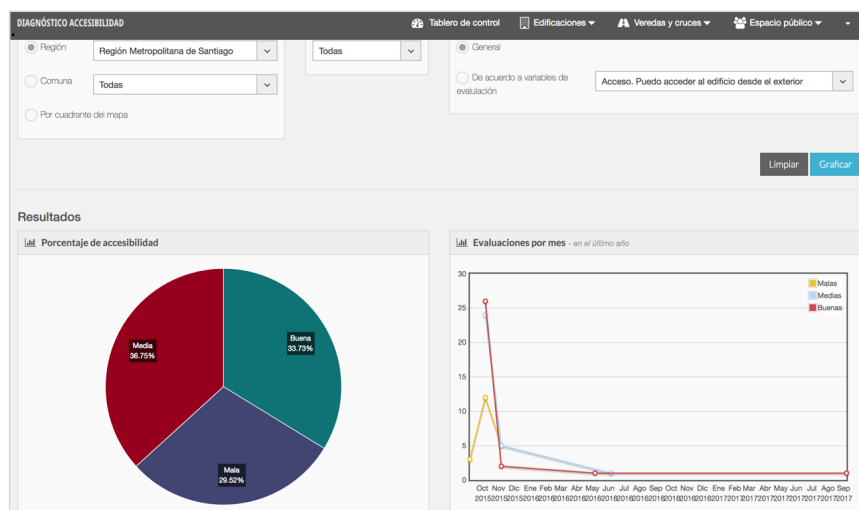 DIAGNÓSTICO ACCESIBILIDAD
Tablero de control
Edificaciones
Veredas y cruces
Espacio público
Región
Región Metropolitana de Santiago
Todas
General
Comuna
Todas
De acuerdo a variables de
evalulación
Acceso. Puedo acceder al edificio desde el exterior
Por cuadrante del mapa
Limpiar
Graficar
Resultados
Porcentaje de accesibilidad
Media
36.75%
Buena
33.73%
Mala
29.52%
Evaluaciones por mes - en el último año
30
25
20
15
10
5
0
Malas
Medias
Buenas
Oct Nov Dic Ene Feb Mar Abr May Jun Jul Ago Sep Oct Nov Dic Ene Feb Mar Abr May Jun Jul Ago Sep
2015 2015 2015 2016 2016 2016 2016 2016 2016 2016 2016 2016 2016 2016 2016 2017 2017 2017 2017 2017 2017 2017 2017 2017